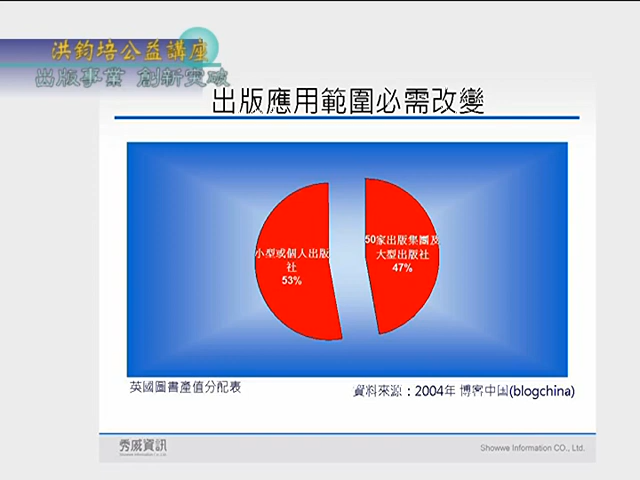 洪鈞培公益講座
出版事業 創新突破
出版應用範圍必需改變
小型或個人出版
社
53%
50家出版集團及
大型出版社
47%
英國圖書產值分配表
資料來源：2004年 博客中国(blogchina)
秀威資訊
Showwe Information CO., Ltd.